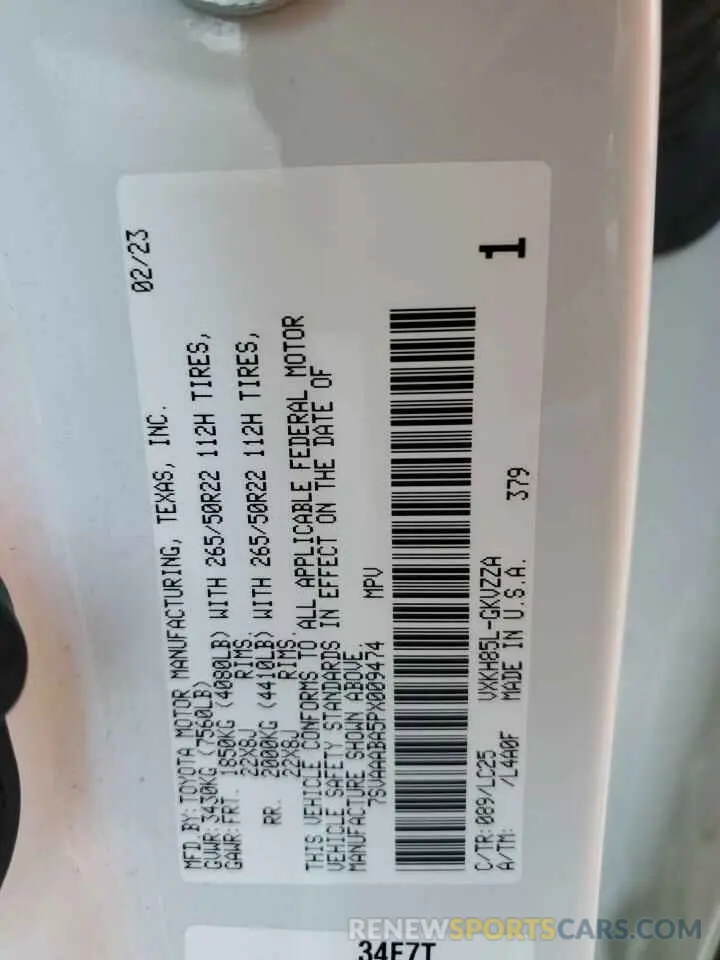 MFD.BY:TOYOTA MOTOR MANUFACTURING, TEXAS, INC. 02/23
GVWR:3430KG (7560LB)
GAWR:FRT. 1850KG (4080LB) WITH 265/50R22 112H TIRES,
22X8J RIMS.
RR. 2000KG (4410LB) WITH 265/50R22 112H TIRES,
22X8J RIMS.
THIS VEHICLE CONFORMS TO ALL APPLICABLE FEDERAL MOTOR
VEHICLE SAFETY STANDARDS IN EFFECT ON THE DATE OF
MANUFACTURE SHOWN ABOVE.
7SVAAABA5PX009474 MPV
C/TR:089/LC25 VXKH85L-GKVZZA
A/TM: /L4A0F MADE IN U.S.A. 379
1
34F7T
RENEWSPORTSCARS.COM